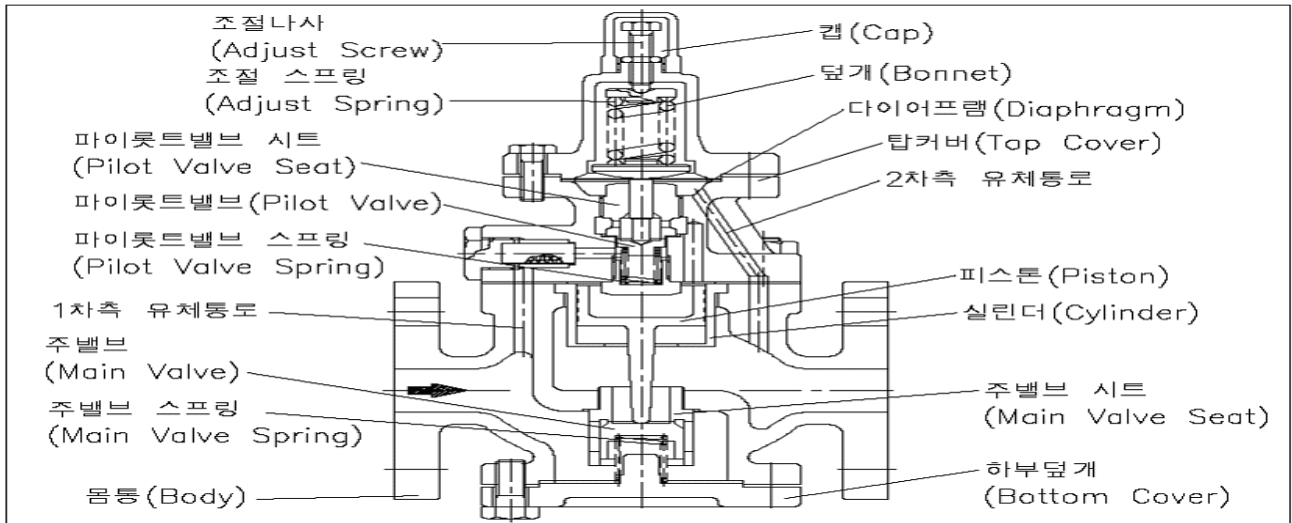 조절나사
(Adjust Screw)
조절 스프링
(Adjust Spring)
파이롯트밸브 시트
(Pilot Valve Seat)
파이롯트밸브(Pilot Valve)
파이롯트밸브 스프링
(Pilot Valve Spring)
1차측 유체통로
주밸브
(Main Valve)
주밸브 스프링
(Main Valve Spring)
몸통(Body)
캡(Cap)
덮개(Bonnet)
다이어프램(Diaphragm)
탑커버(Top Cover)
2차측 유체통로
피스톤(Piston)
실린더(Cylinder)
주밸브 시트
(Main Valve Seat)
하부덮개
(Bottom Cover)